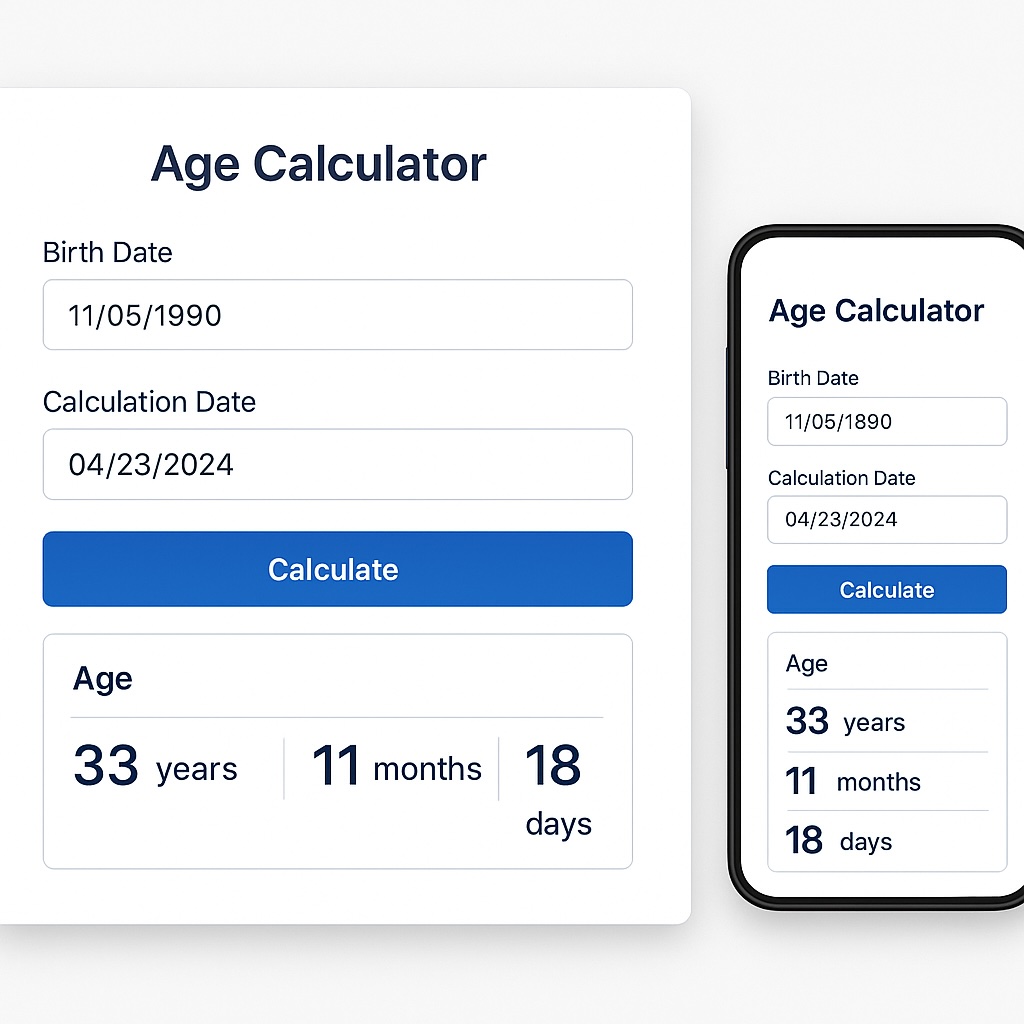 Age Calculator
Birth Date
11/05/1990
Calculation Date
04/23/2024
Calculate
Age
33 years
11 months
18
days
Age Calculator
Birth Date
11/05/1890
Calculation Date
04/23/2024
Calculate
Age
33 years
11 months
18 days